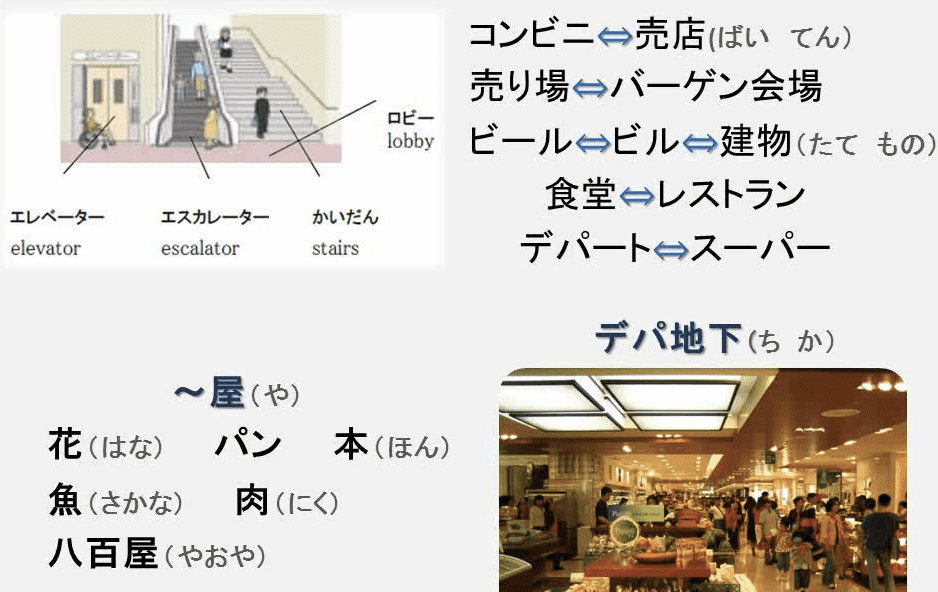 ロビー
lobby
エレベーター
elevator
エスカレーター
escalator
かいだん
stairs
コンビニ⇔売店(ばい てん)
売り場⇔バーゲン会場
ビール⇔ビル⇔建物(たて もの)
食堂⇔レストラン
デパート⇔スーパー
デパ地下(ち か)
～屋(や)
花(はな) パン 本(ほん)
魚(さかな) 肉(にく)
八百屋(やおや)